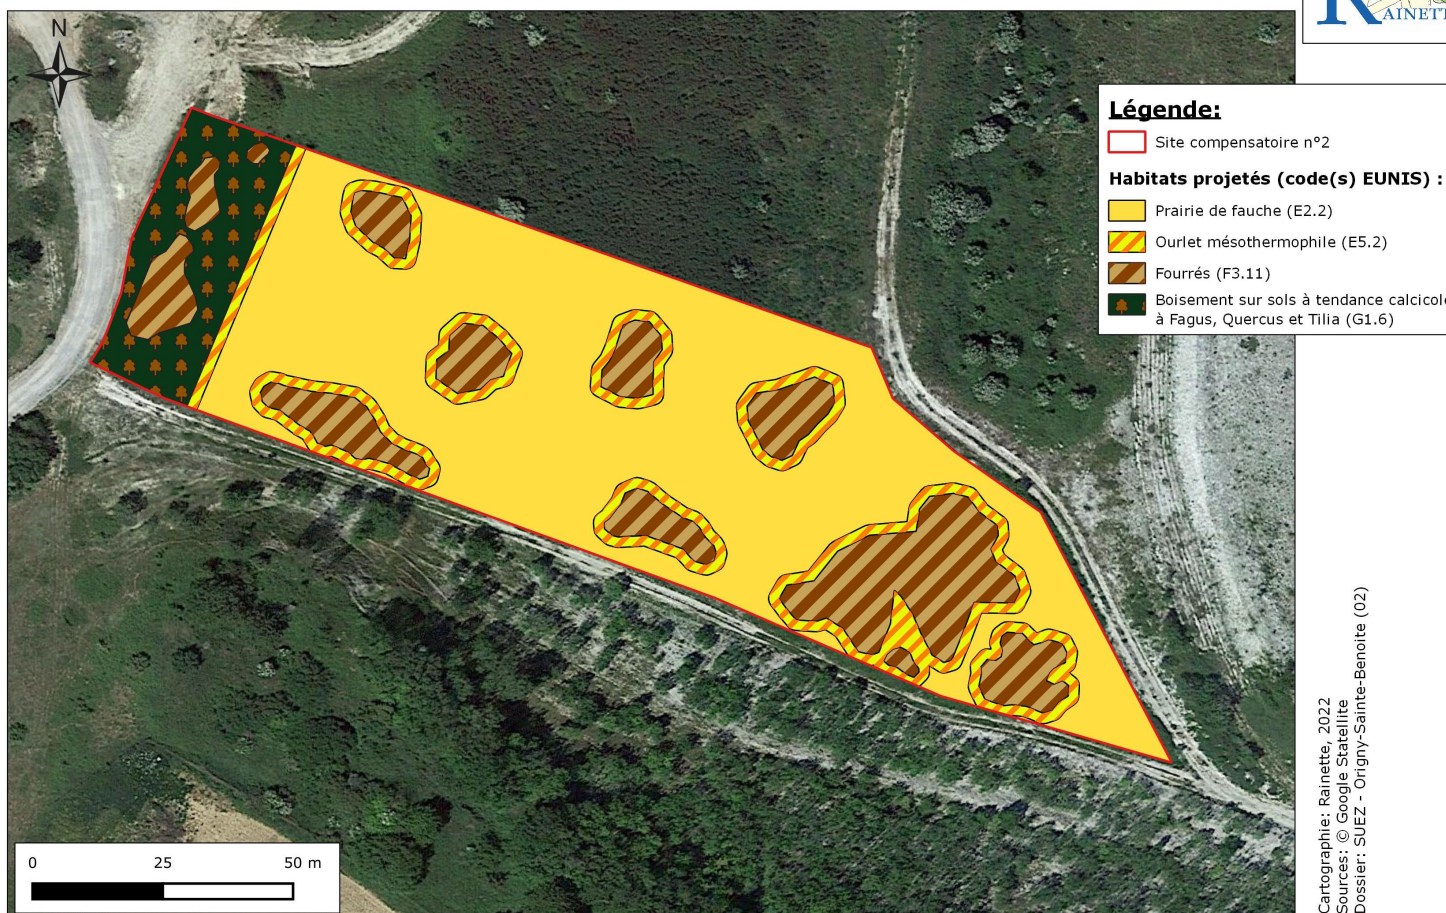 AINETT
N
Légende:
Site compensatoire n°2
Habitats projetés (code(s) EUNIS) :
Prairie de fauche (E2.2)
Ourlet mésothermophile (E5.2)
Fourrés (F3.11)
Boisement sur sols à tendance calcicole
à Fagus, Quercus et Tilia (G1.6)
0 25 50 m
Cartographie: Rainette, 2022
Sources: © Google Statellite
Dossier: SUEZ - Origny-Sainte-Benoite (02)